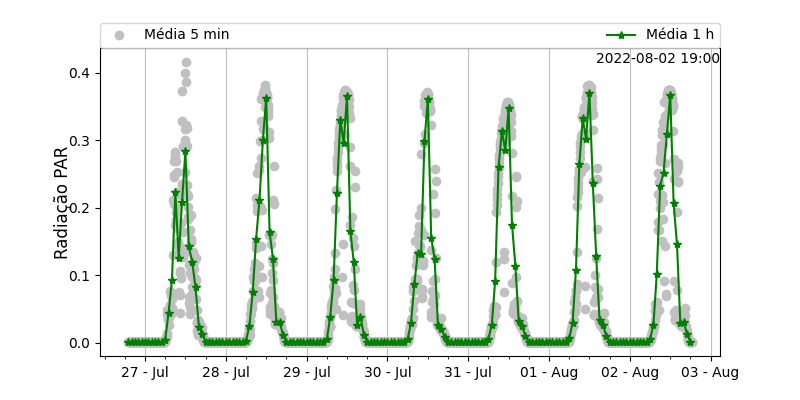 Média 5 min
Média 1 h
2022-08-02 19:00
Radiação PAR
0.4
0.3
0.2
0.1
0.0
27 - Jul
28 - Jul
29 - Jul
30 - Jul
31 - Jul
01 - Aug
02 - Aug
03 - Aug